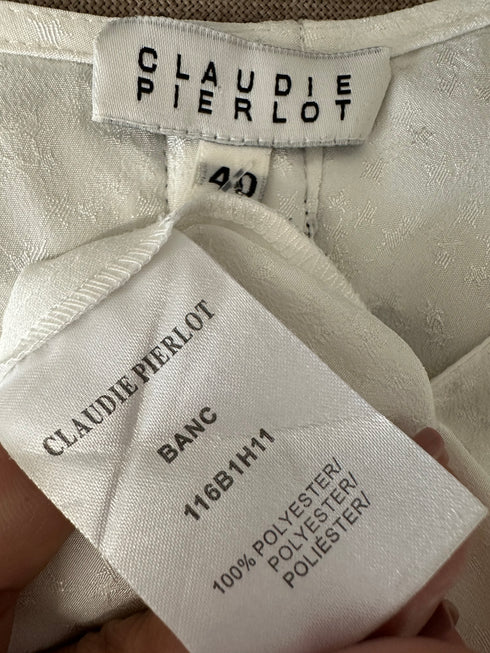 CLAUDIE
PIERLOT
40
CLAUDIE PIERLOT
BANC
116B1H11
100% POLYESTER/
POLYESTER/
POLIÉSTER/